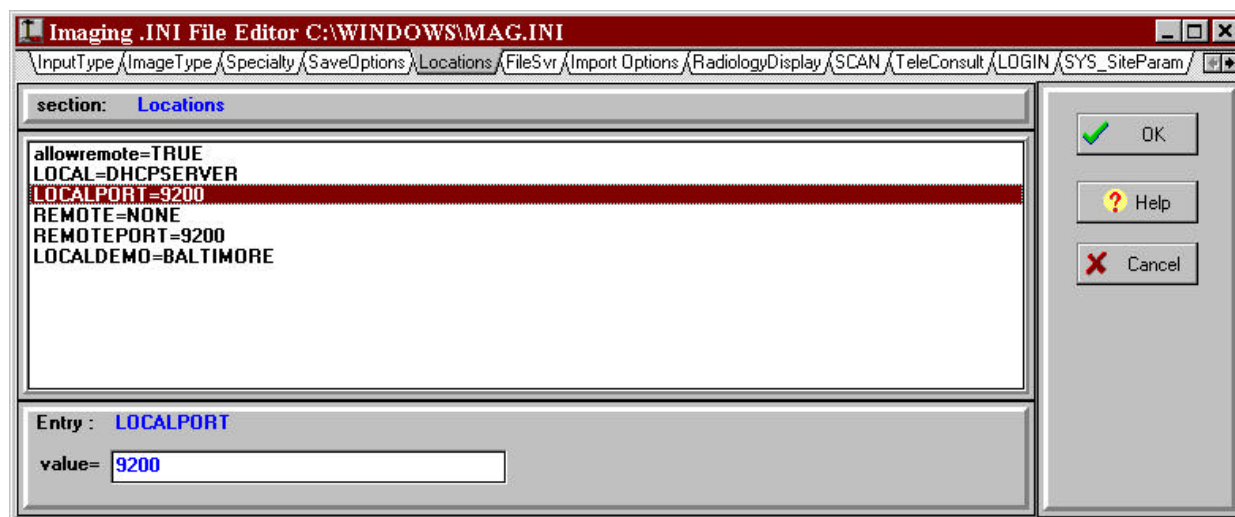 Imaging .INI File Editor C:\WINDOWS\MAG.INI
InputType ImageType Specialty SaveOptions Locations FileSvr Import Options RadiologyDisplay SCAN TeleConsult LOGIN SYS_SiteParam
section: Locations
allowremote=TRUE
LOCAL=DHCPSERVER
LOCALPORT=9200
REMOTE=NONE
REMOTEPORT=9200
LOCALDEMO=BALTIMORE
Entry : LOCALPORT
value= 9200
OK
? Help
Cancel